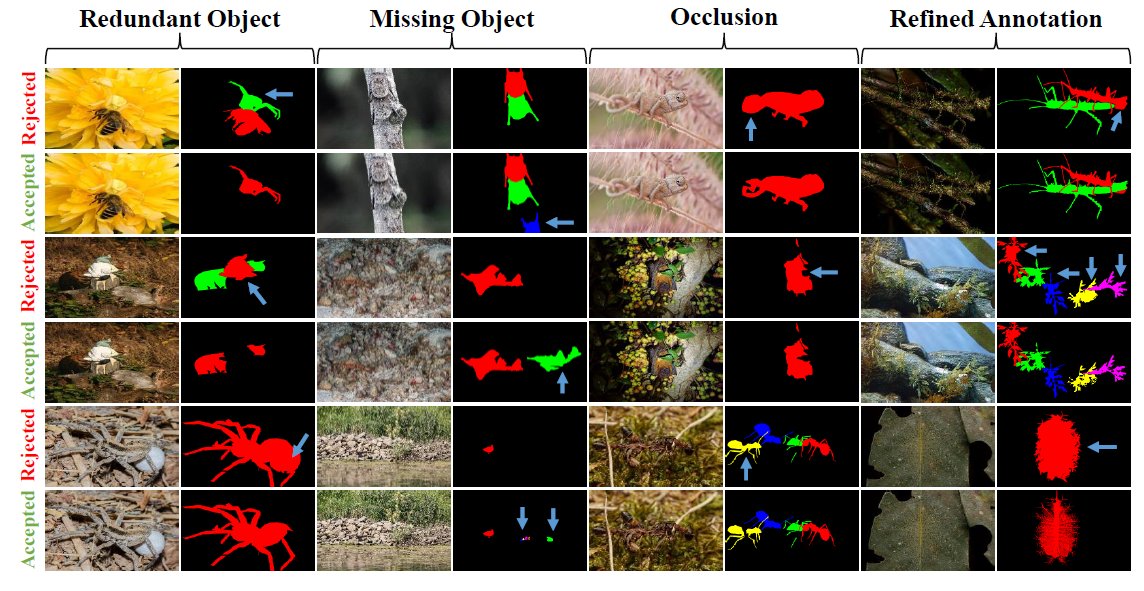 Redundant Object Missing Object Occlusion Refined Annotation
Rejected
Accepted
Rejected
Accepted
Rejected
Accepted